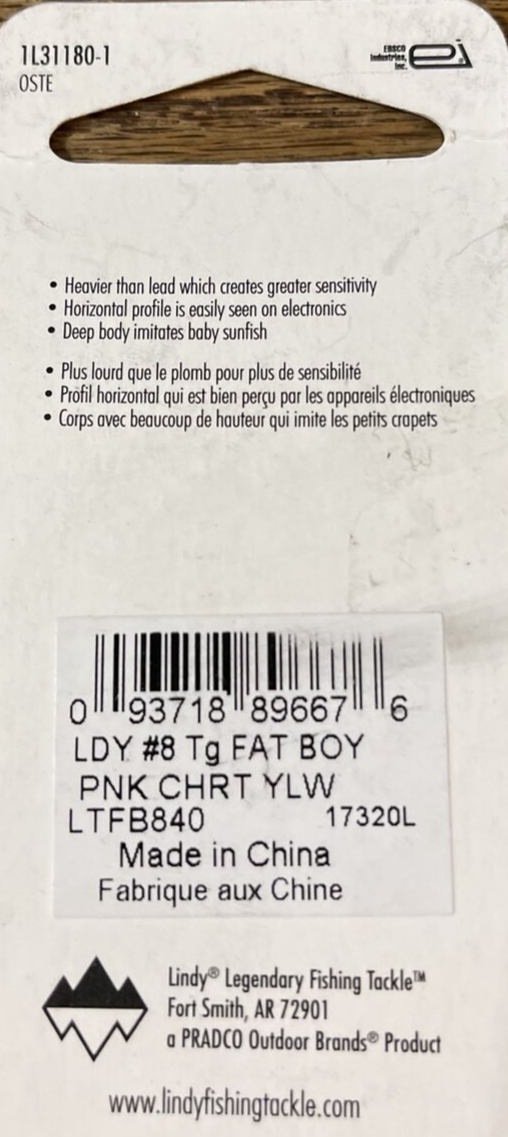 1L31180-1
OSTE
EBSCO
Industries,
Inc.
ei
• Heavier than lead which creates greater sensitivity
• Horizontal profile is easily seen on electronics
• Deep body imitates baby sunfish
• Plus lourd que le plomb pour plus de sensibilité
• Profil horizontal qui est bien perçu par les appareils électroniques
• Corps avec beaucoup de hauteur qui imite les petits crapets
0 93718 89667 6
LDY #8 Tg FAT BOY
PNK CHRT YLW
LTFB840 17320L
Made in China
Fabrique aux Chine
Lindy® Legendary Fishing Tackle™
Fort Smith, AR 72901
a PRADCO Outdoor Brands® Product
www.lindyfishingtackle.com